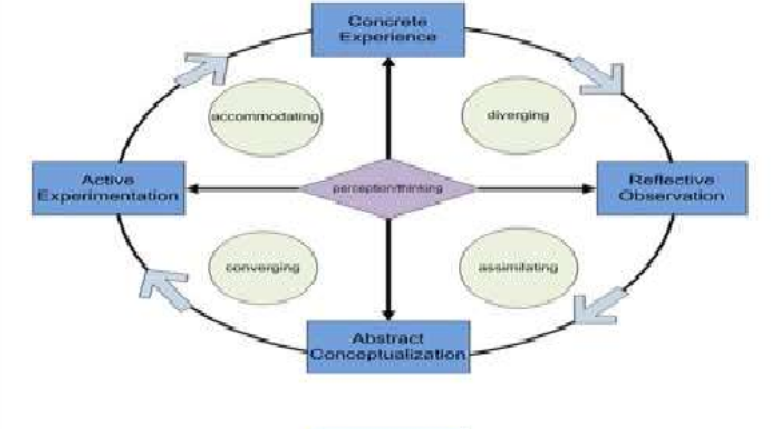 Concrete
Experience
accommodating
diverging
Active
Experimentation
perception/thinking
Reflective
Observation
converging
assimilating
Abstract
Conceptualization